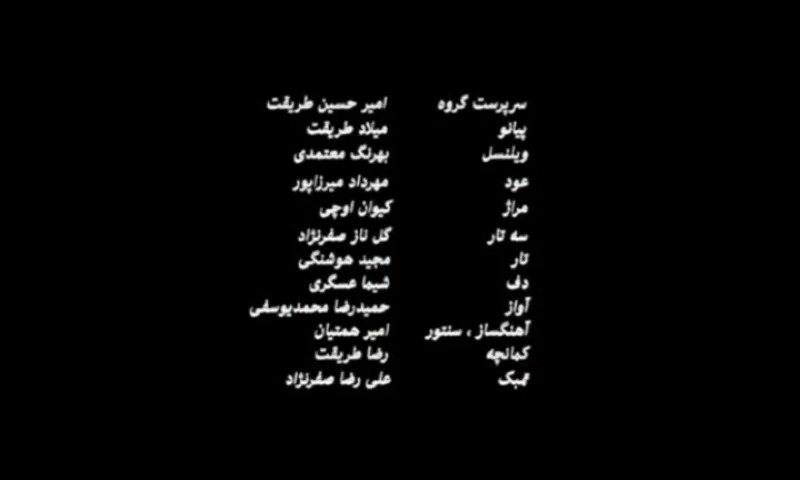 سرپرست گروه امیر حسین طریقت
پیانو میلاد طریقت
ویلنسل بهرنگ معتمدی
عود مهرداد میرزاپور
مراژ کیوان اوچی
سه تار گل ناز صفرنژاد
تار مجید هوشنگی
دف شیما عسگری
آواز حمیدرضا محمدیوسفی
آهنگساز ، سنتور امیر همتیان
کمانچه رضا طریقت
تمبک علی رضا صفرنژاد